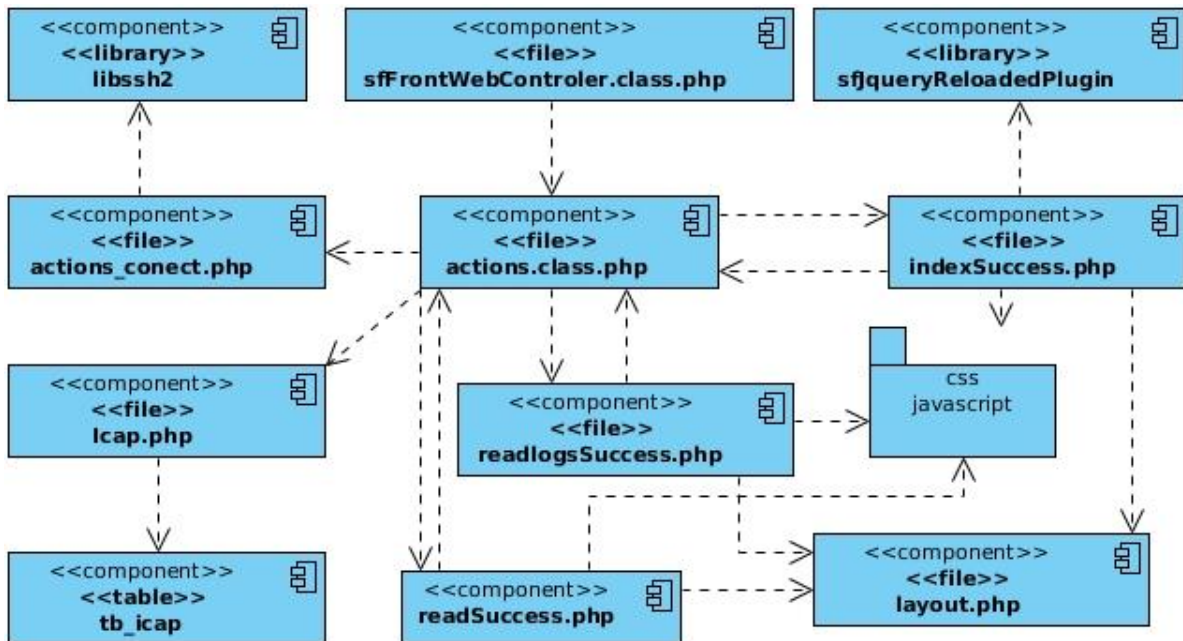 <<component>>
<<library>>
libssh2
<<component>>
<<file>>
sfFrontWebControler.class.php
<<component>>
<<library>>
sfJqueryReloadedPlugin
<<component>>
<<file>>
actions_conect.php
<<component>>
<<file>>
actions.class.php
<<component>>
<<file>>
indexSuccess.php
<<component>>
<<file>>
Icap.php
<<component>>
<<file>>
readlogsSuccess.php
css
javascript
<<component>>
<<table>>
tb_icap
<<component>>
readSuccess.php
<<component>>
<<file>>
layout.php